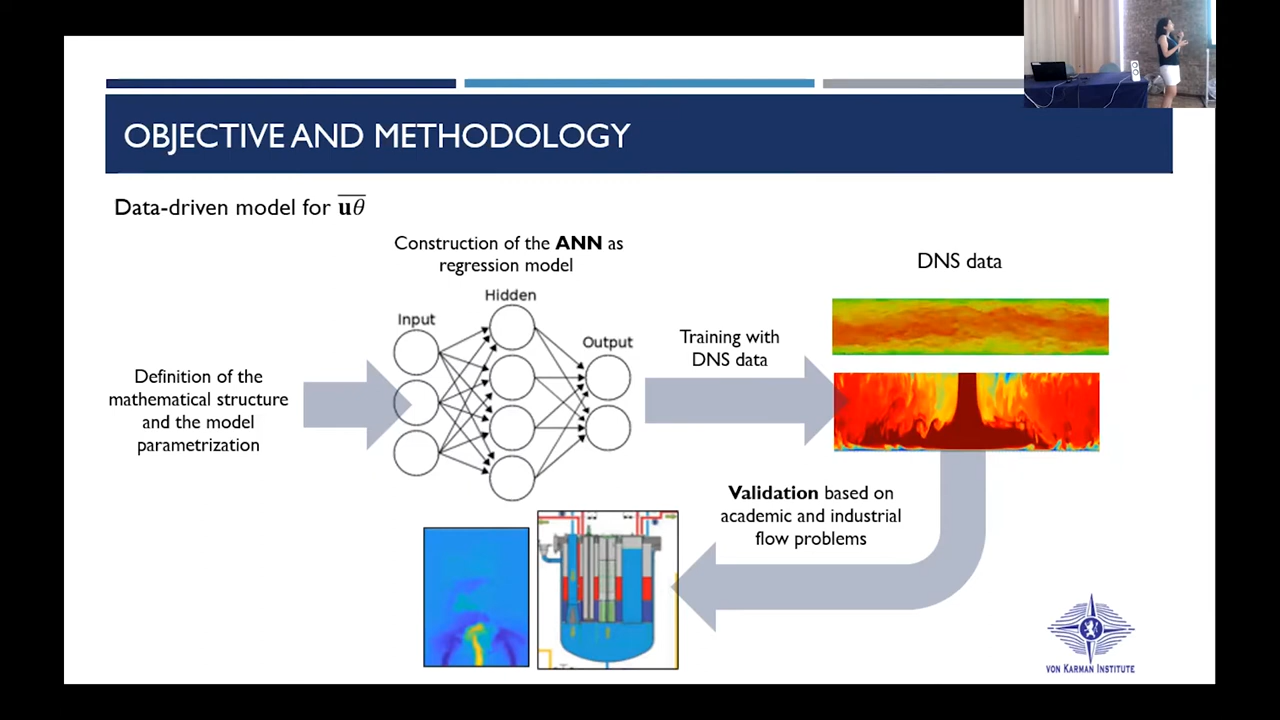 OBJECTIVE AND METHODOLOGY
Data-driven model for u̅θ̅
Construction of the ANN as
regression model
DNS data
Hidden
Input
Output
Training with
DNS data
Definition of the
mathematical structure
and the model
parametrization
Validation based on
academic and industrial
flow problems
VON KARMAN INSTITUTE